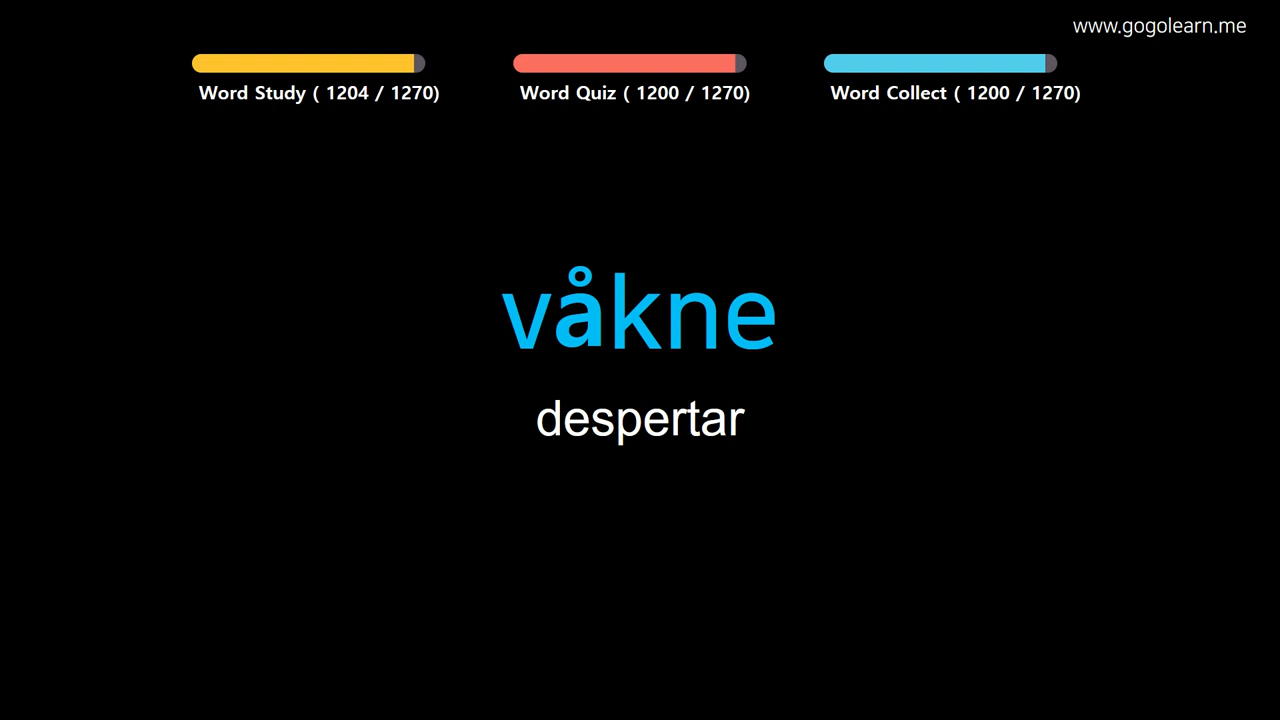 www.gogolearn.me
Word Study ( 1204 / 1270)
Word Quiz ( 1200 / 1270)
Word Collect ( 1200 / 1270)
våkne
despertar